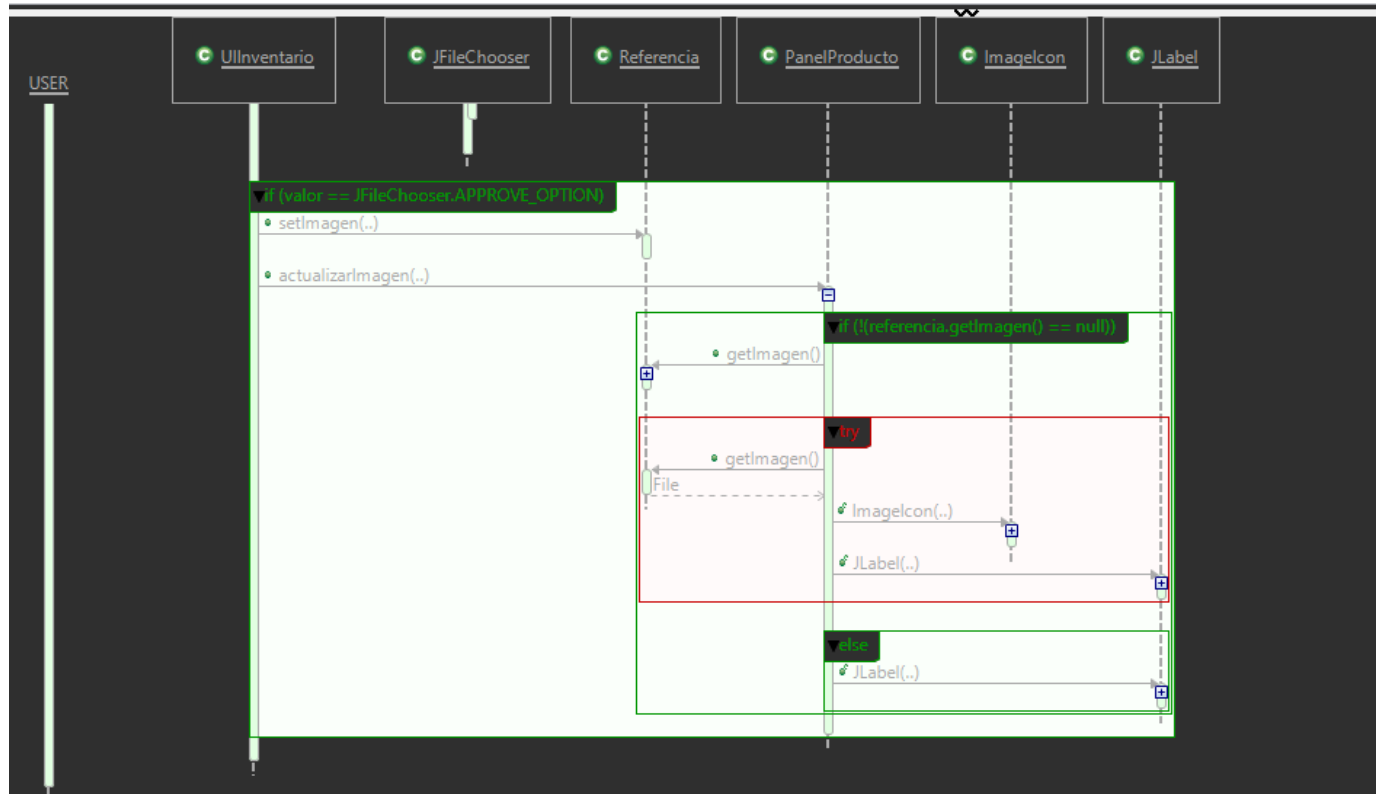 USER
UIInventario
JFileChooser
Referencia
PanelProducto
ImageIcon
JLabel
if (valor == JFileChooser.APPROVE_OPTION)
setImagen(..)
actualizarImagen(..)
if (!(referencia.getImagen() == null))
getImagen()
try
getImagen()
File
ImageIcon(..)
JLabel(..)
else
JLabel(..)